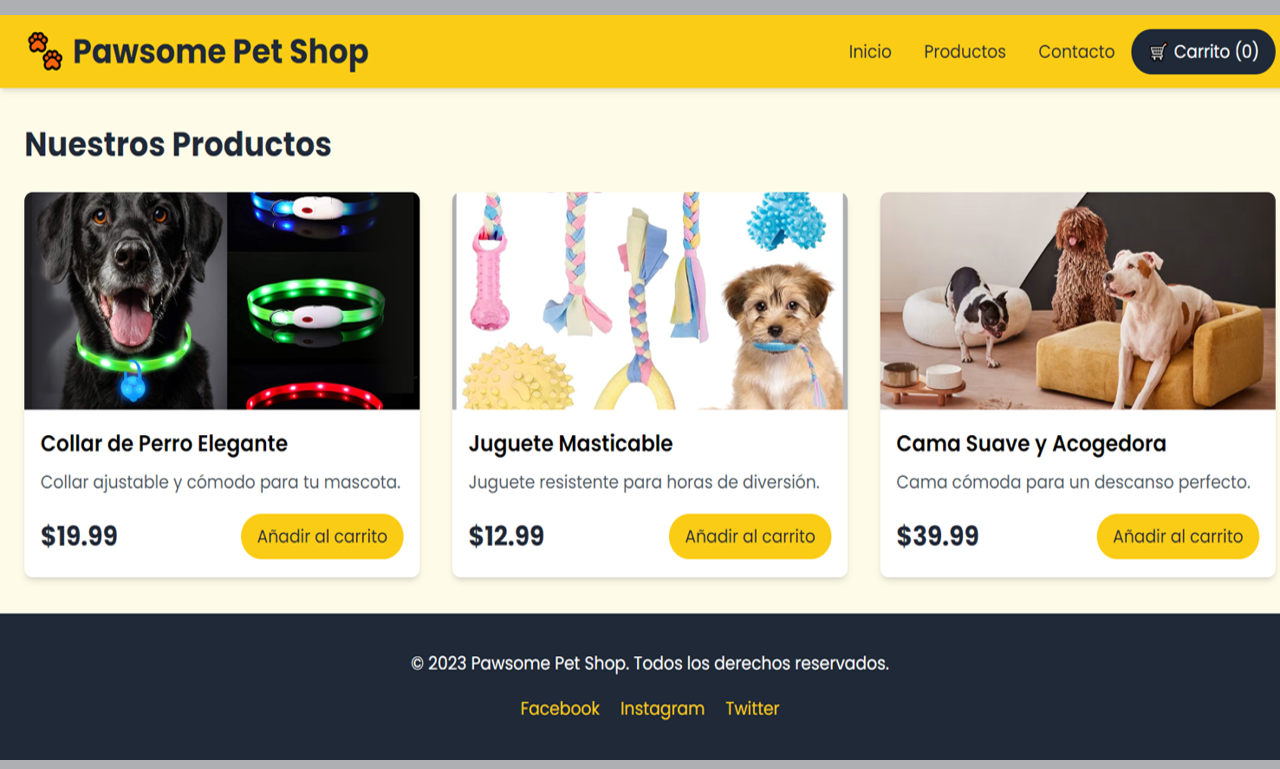 Pawsome Pet Shop
Inicio
Productos
Contacto
Carrito (0)
Nuestros Productos
Collar de Perro Elegante
Collar ajustable y cómodo para tu mascota.
$19.99
Añadir al carrito
Juguete Masticable
Juguete resistente para horas de diversión.
$12.99
Añadir al carrito
Cama Suave y Acogedora
Cama cómoda para un descanso perfecto.
$39.99
Añadir al carrito
© 2023 Pawsome Pet Shop. Todos los derechos reservados.
Facebook Instagram Twitter